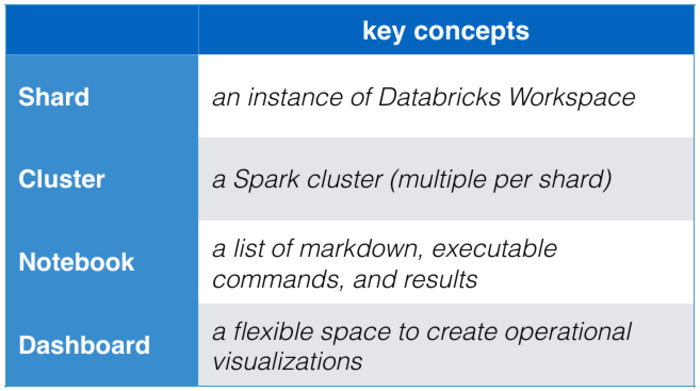 key concepts
Shard
an instance of Databricks Workspace
Cluster
a Spark cluster (multiple per shard)
Notebook
a list of markdown, executable
commands, and results
Dashboard
a flexible space to create operational
visualizations